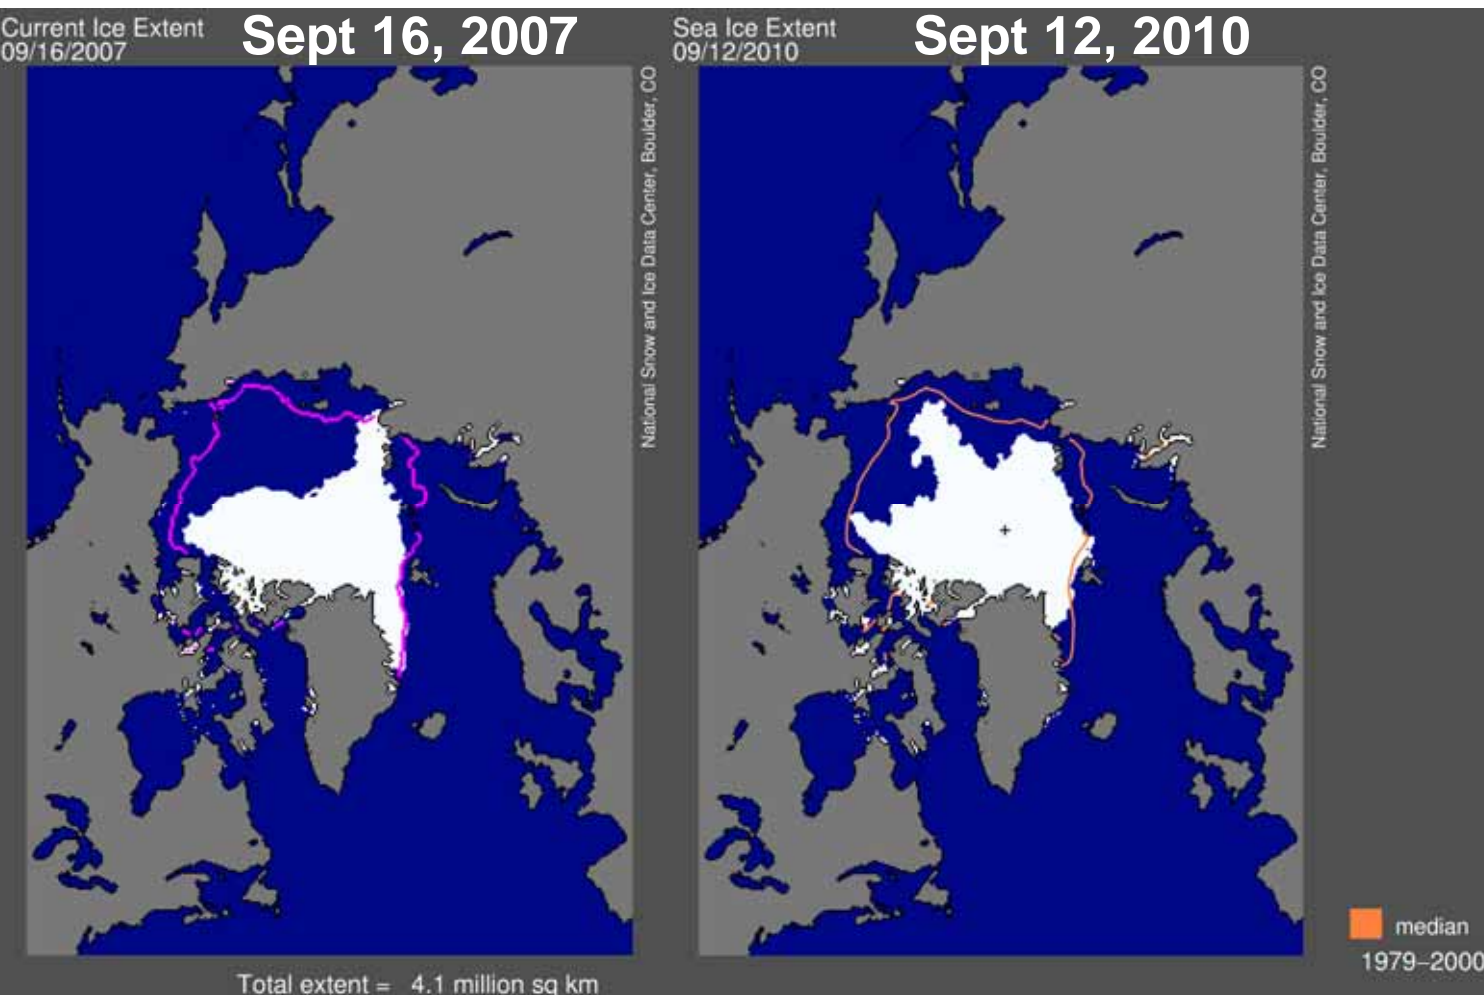 Current Ice Extent
09/16/2007
Sept 16, 2007
National Snow and Ice Data Center, Boulder, CO
Total extent = 4.1 million sq km
Sea Ice Extent
09/12/2010
Sept 12, 2010
National Snow and Ice Data Center, Boulder, CO
median
1979–2000